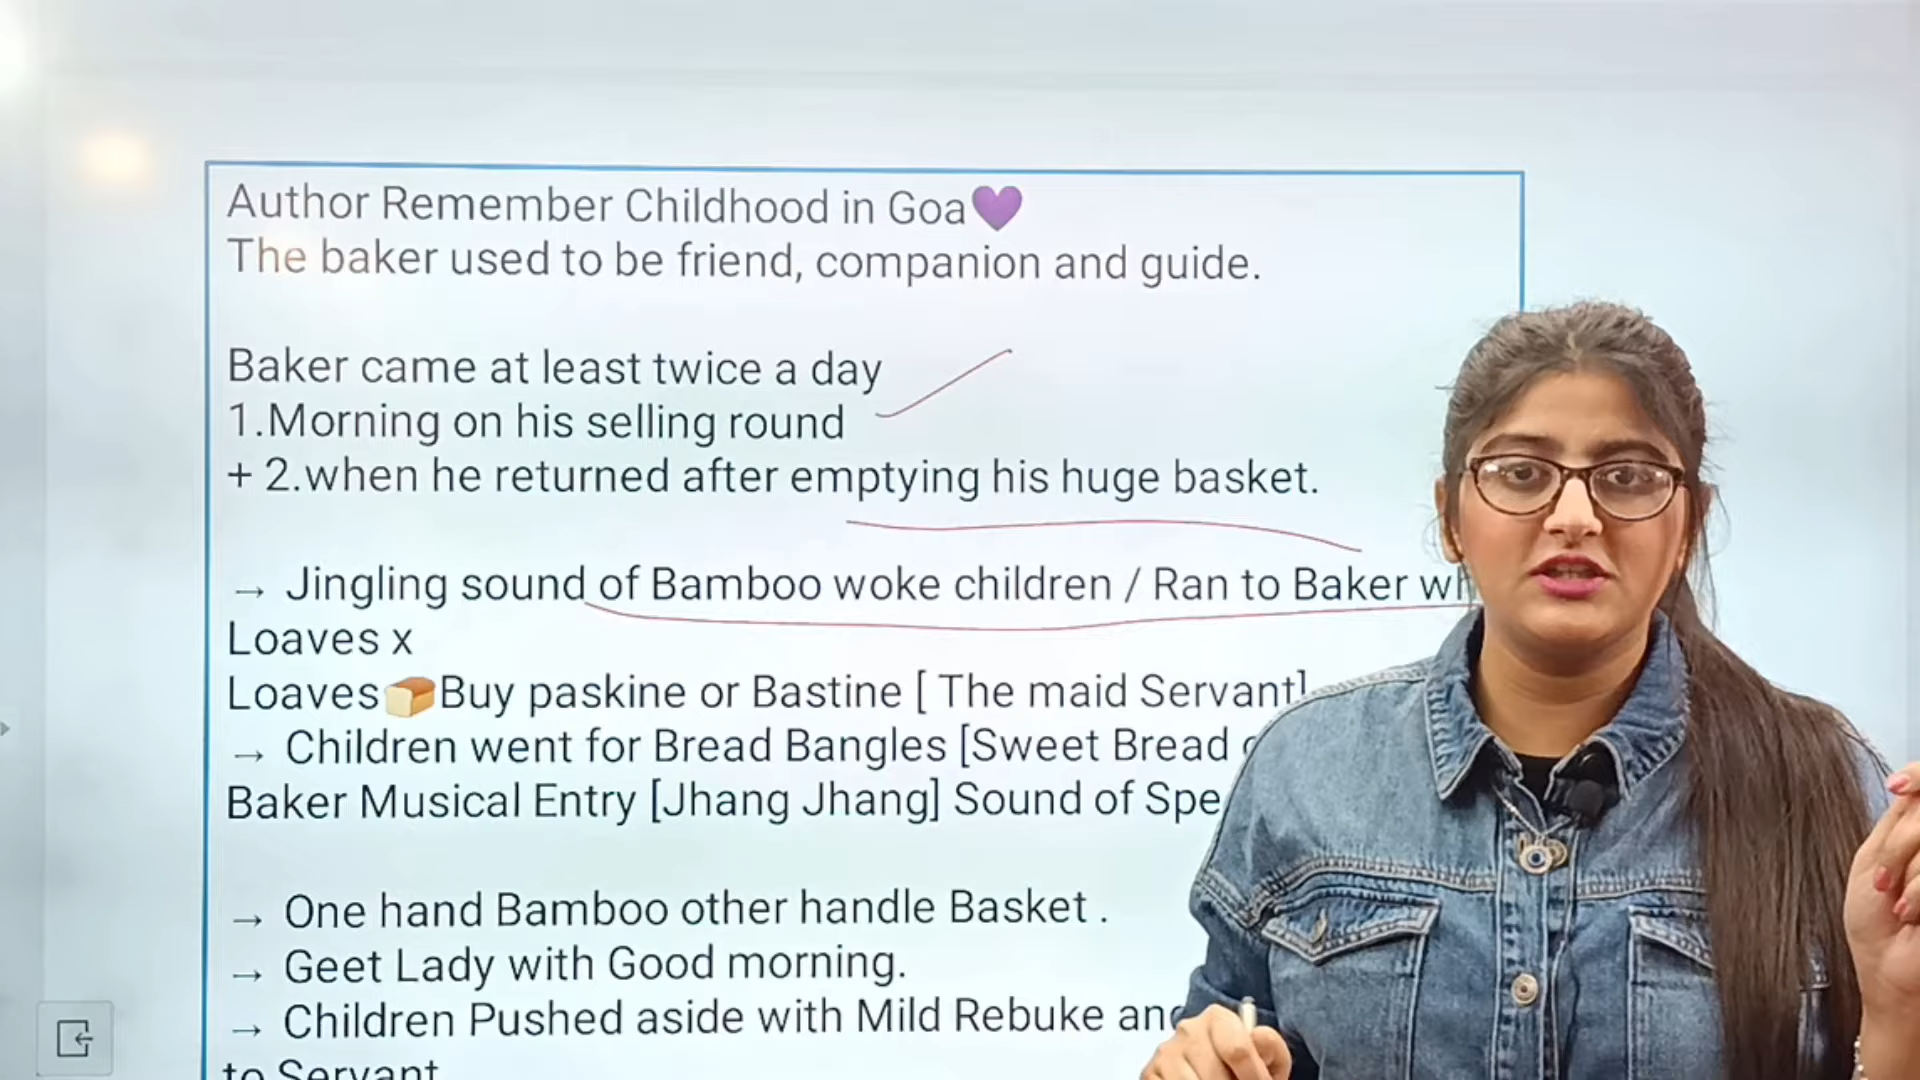 Author Remember Childhood in Goa💜
The baker used to be friend, companion and guide.
Baker came at least twice a day
1.Morning on his selling round
+ 2.when he returned after emptying his huge basket.
→ Jingling sound of Bamboo woke children / Ran to Baker
Loaves x
Loaves🍞Buy paskine or Bastine [ The maid Servant]
→ Children went for Bread Bangles [Sweet Bread
Baker Musical Entry [Jhang Jhang] Sound of
→ One hand Bamboo other handle Basket .
→ Geet Lady with Good morning.
→ Children Pushed aside with Mild Rebuke
to Servant